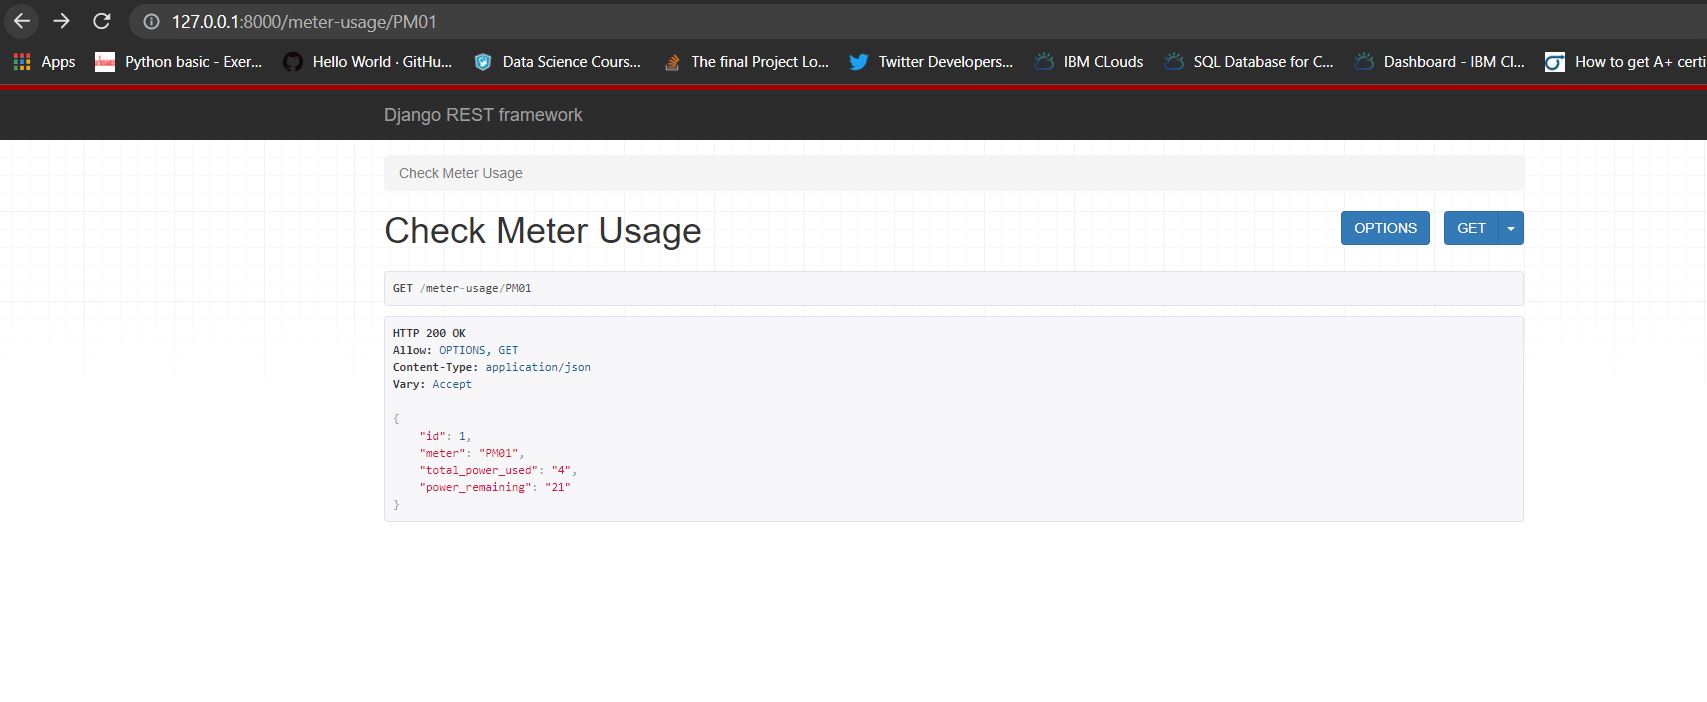 127.0.0.1:8000/meter-usage/PM01
Apps Python basic - Exer... Hello World · GitHu... Data Science Cours... The final Project Lo... Twitter Developers... IBM CLouds SQL Database for C... Dashboard - IBM Cl... How to get A+ certi
Django REST framework
Check Meter Usage
Check Meter Usage
OPTIONS GET
GET /meter-usage/PM01
HTTP 200 OK
Allow: OPTIONS, GET
Content-Type: application/json
Vary: Accept
{
"id": 1,
"meter": "PM01",
"total_power_used": "4",
"power_remaining": "21"
}